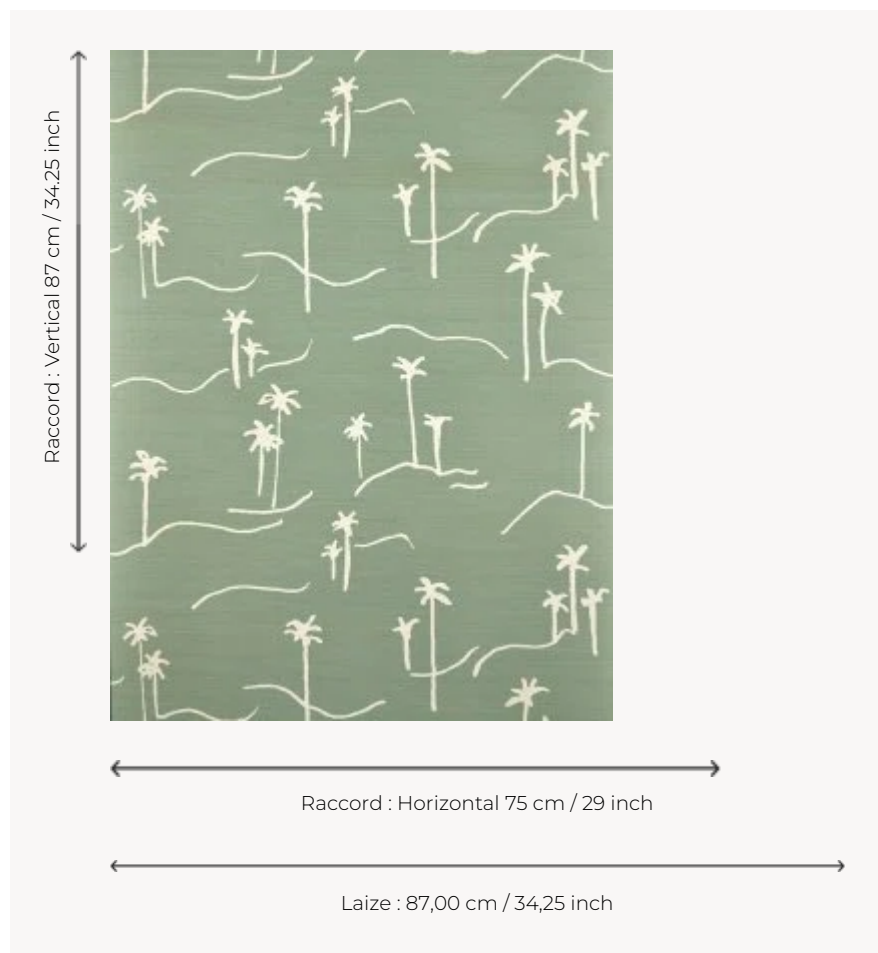 Raccord : Vertical 87 cm / 34.25 inch
Raccord : Horizontal 75 cm / 29 inch
Laize : 87,00 cm / 34,25 inch